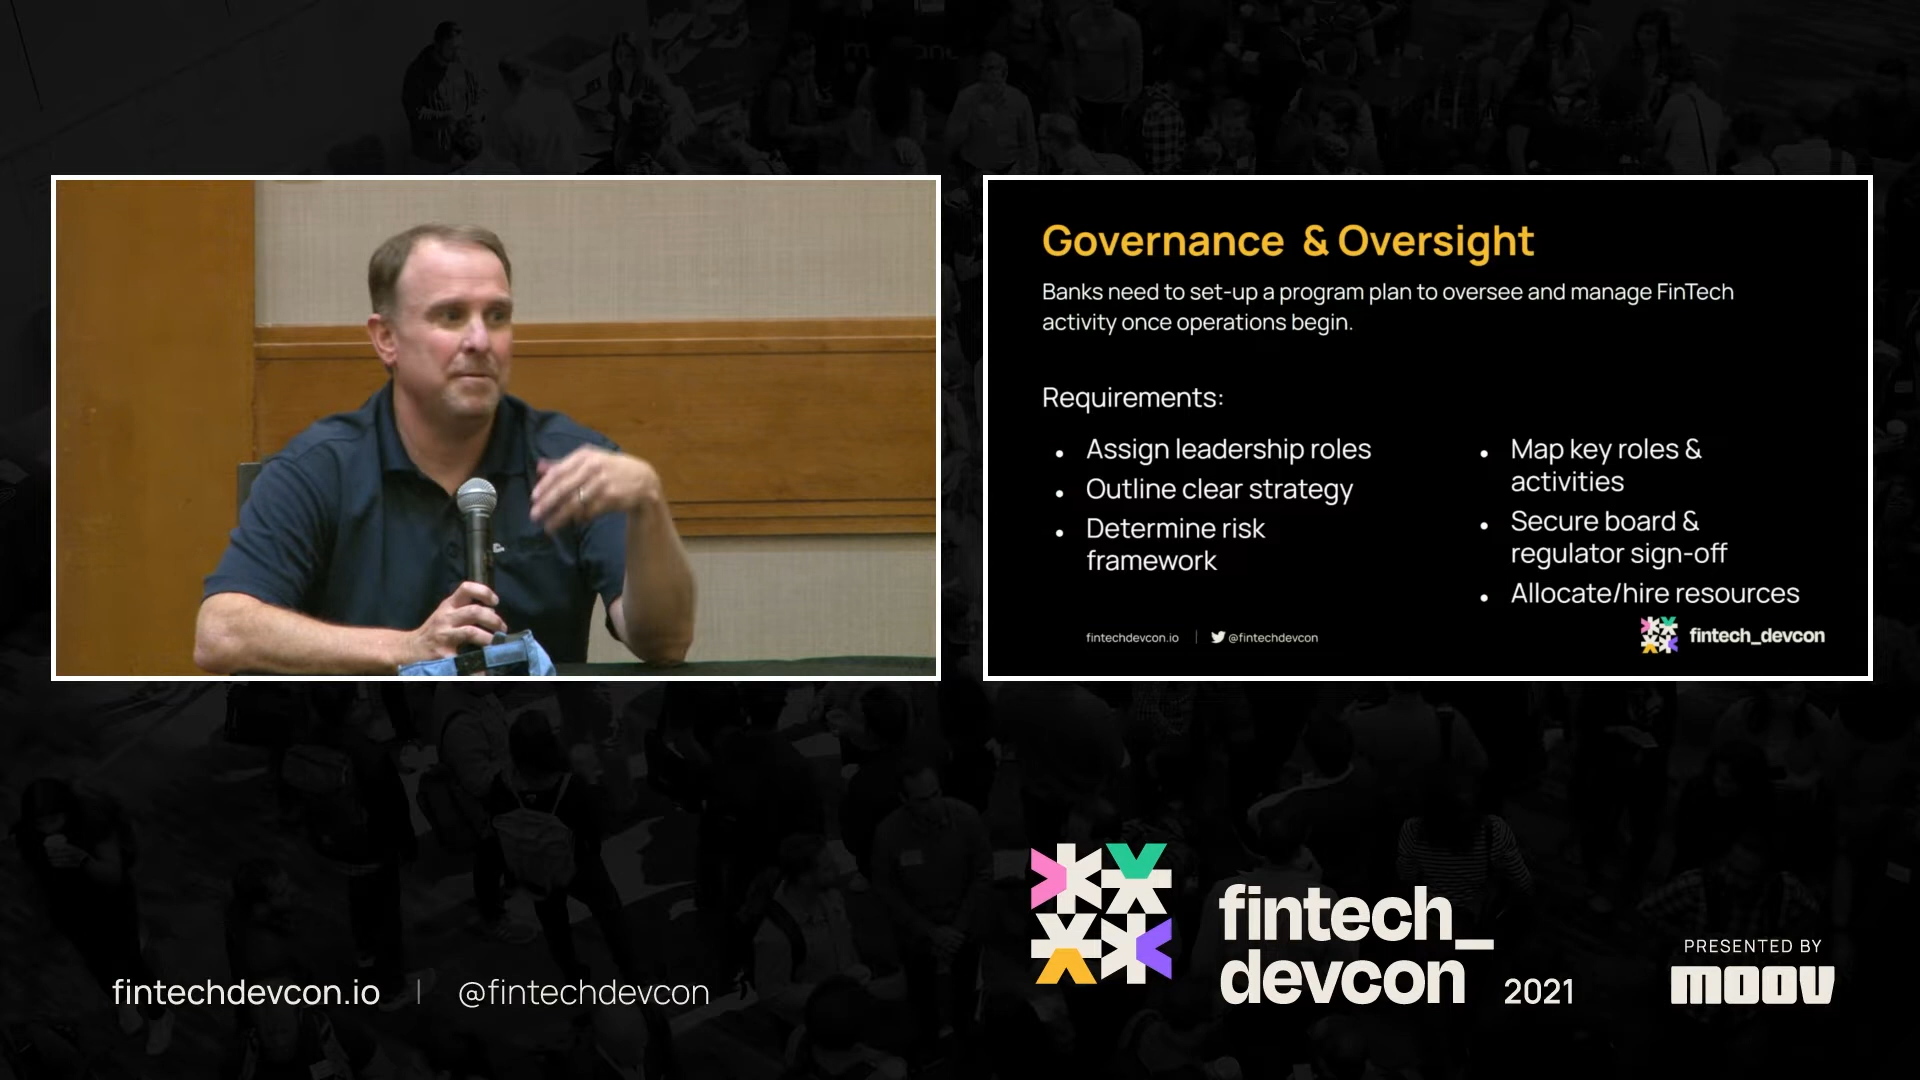 Governance & Oversight
Banks need to set-up a program plan to oversee and manage FinTech
activity once operations begin.
Requirements:
• Assign leadership roles
• Outline clear strategy
• Determine risk
framework
• Map key roles &
activities
• Secure board &
regulator sign-off
• Allocate/hire resources
fintechdevcon.io | @fintechdevcon
fintech_devcon
fintechdevcon.io | @fintechdevcon
fintech_
devcon 2021
PRESENTED BY
moov